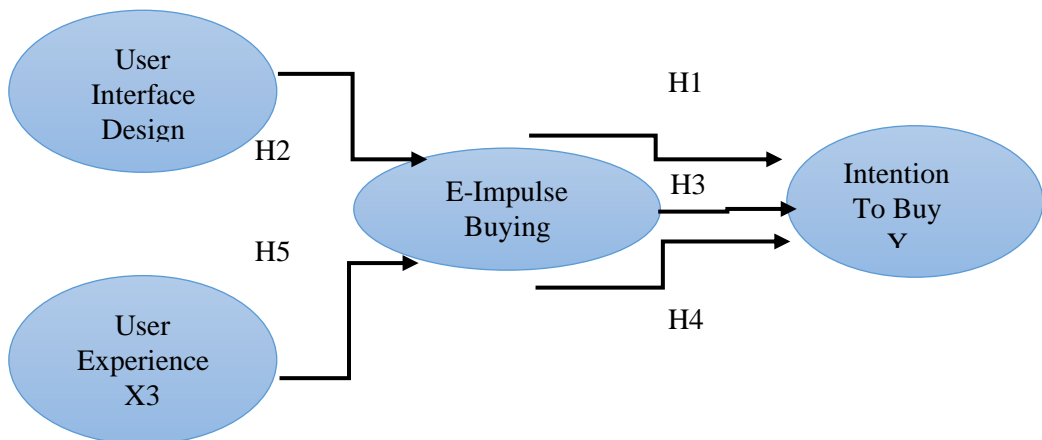 User
Interface
Design
H2
H5
User
Experience
X3
E-Impulse
Buying
H1
H3
H4
Intention
To Buy
Y